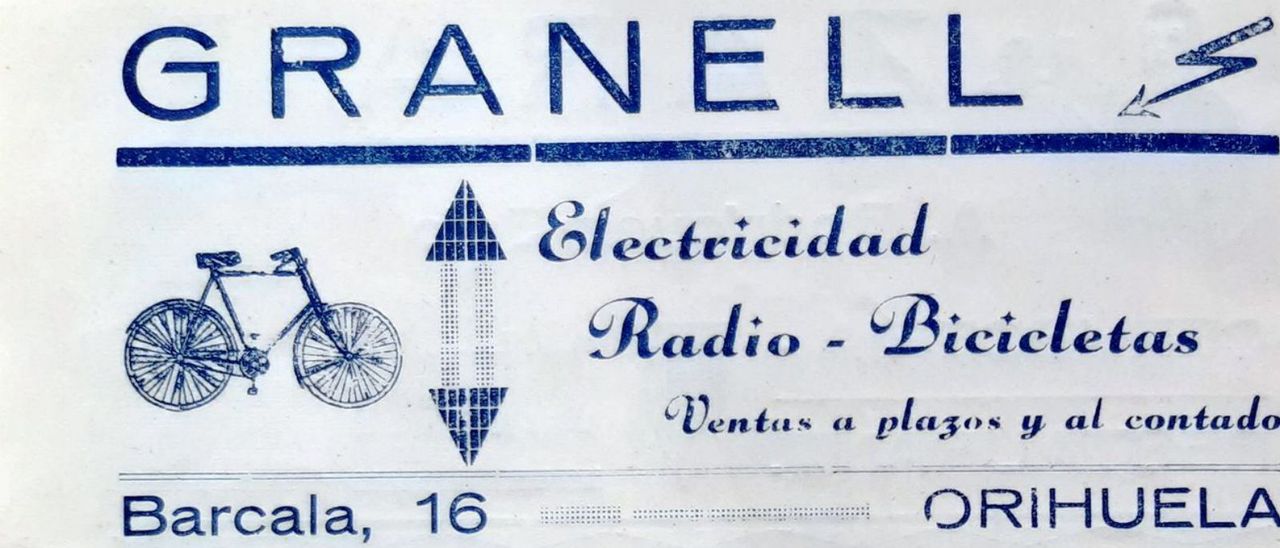 GRANELL
Electricidad
Radio - Bicicletas
Ventas a plazos y al contado
Barcala, 16 ORIHUELA